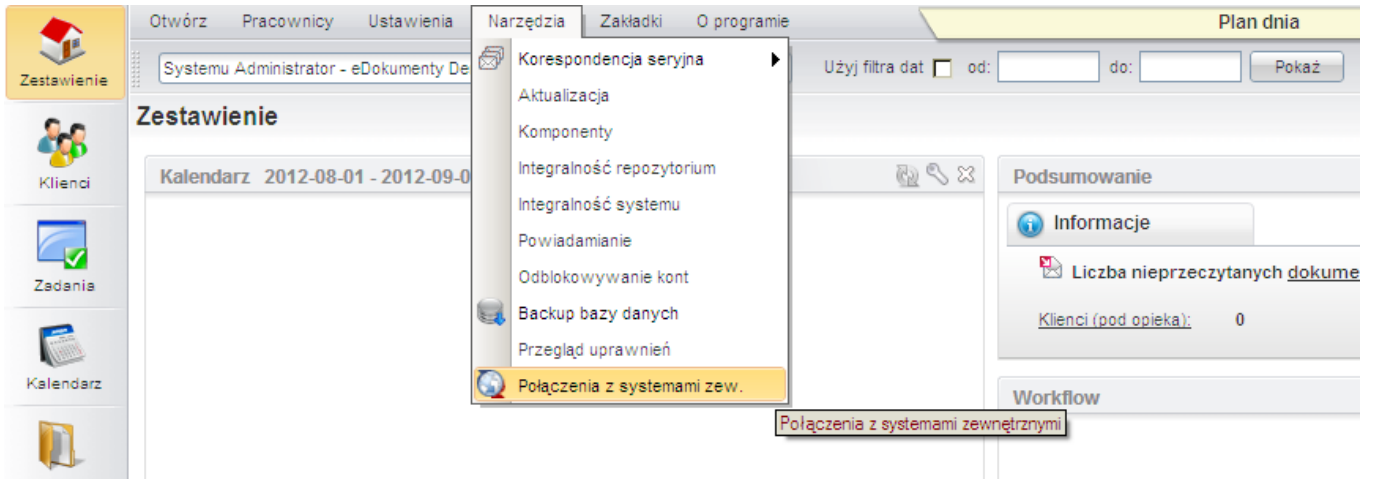 Otwórz Pracownicy Ustawienia Narzędzia Zakładki O programie Plan dnia
Systemu Administrator - eDokumenty De Użyj filtra dat od: do: Pokaż
Zestawienie
Klienci
Zadania
Kalendarz
Zestawienie
Kalendarz 2012-08-01 - 2012-09-0
Korespondencja seryjna
Aktualizacja
Komponenty
Integralność repozytorium
Integralność systemu
Powiadamianie
Odblokowywanie kont
Backup bazy danych
Przegląd uprawnień
Połączenia z systemami zew.
Połączenia z systemami zewnętrznymi
Podsumowanie
Informacje
Liczba nieprzeczytanych dokume
Klienci (pod opieka): 0
Workflow